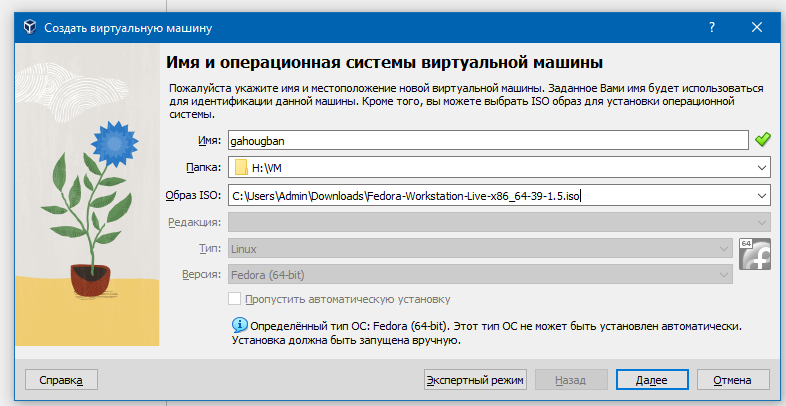 Создать виртуальную машину
? ×
Имя и операционная системы виртуальной машины
Пожалуйста укажите имя и местоположение новой виртуальной машины. Заданное Вами имя будет использоваться
для идентификации данной машины. Кроме того, вы можете выбрать ISO образ для установки операционной
системы.
Имя: gahougban
Папка: H:\VM
Образ ISO: C:\Users\Admin\Downloads\Fedora-Workstation-Live-x86_64-39-1.5.iso
Редакция:
Тип: Linux
64
Версия: Fedora (64-bit)
Пропустить автоматическую установку
Определённый тип ОС: Fedora (64-bit). Этот тип ОС не может быть установлен автоматически.
Установка должна быть запущена вручную.
Справка Экспертный режим Назад Далее Отмена